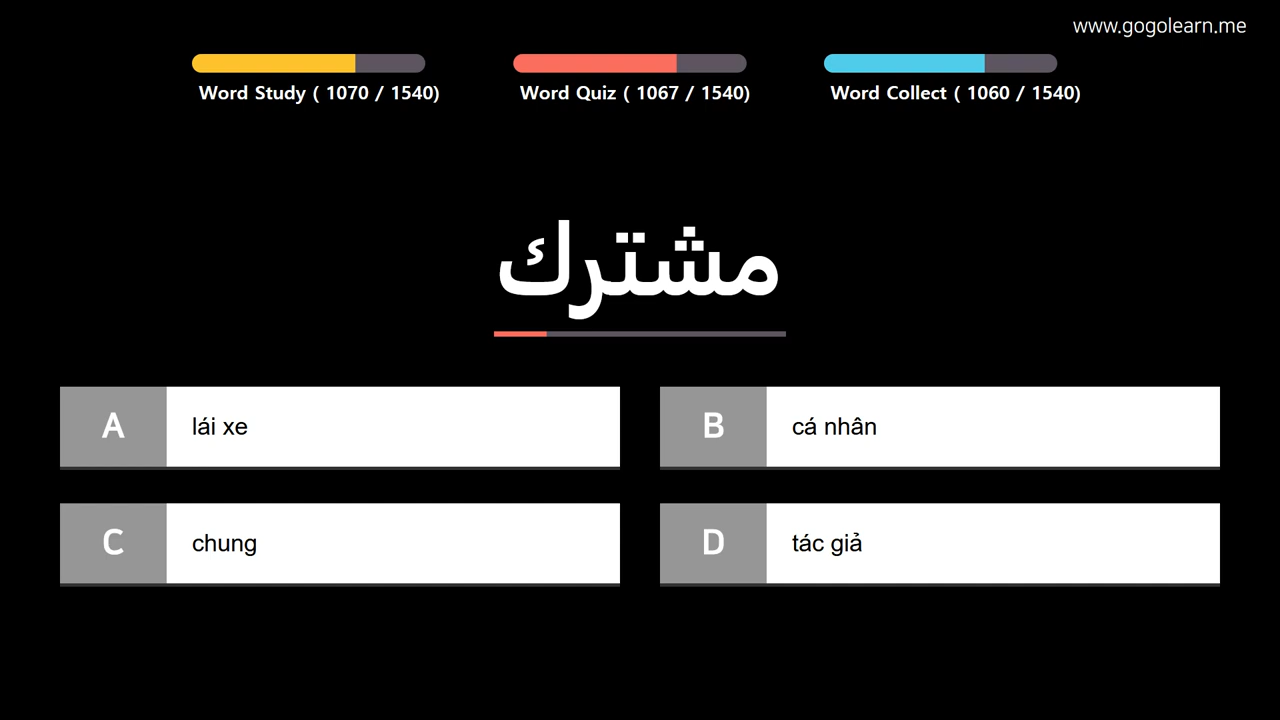 www.gogolearn.me
Word Study ( 1070 / 1540)
Word Quiz ( 1067 / 1540)
Word Collect ( 1060 / 1540)
مشترك
A
lái xe
B
cá nhân
C
chung
D
tác giả